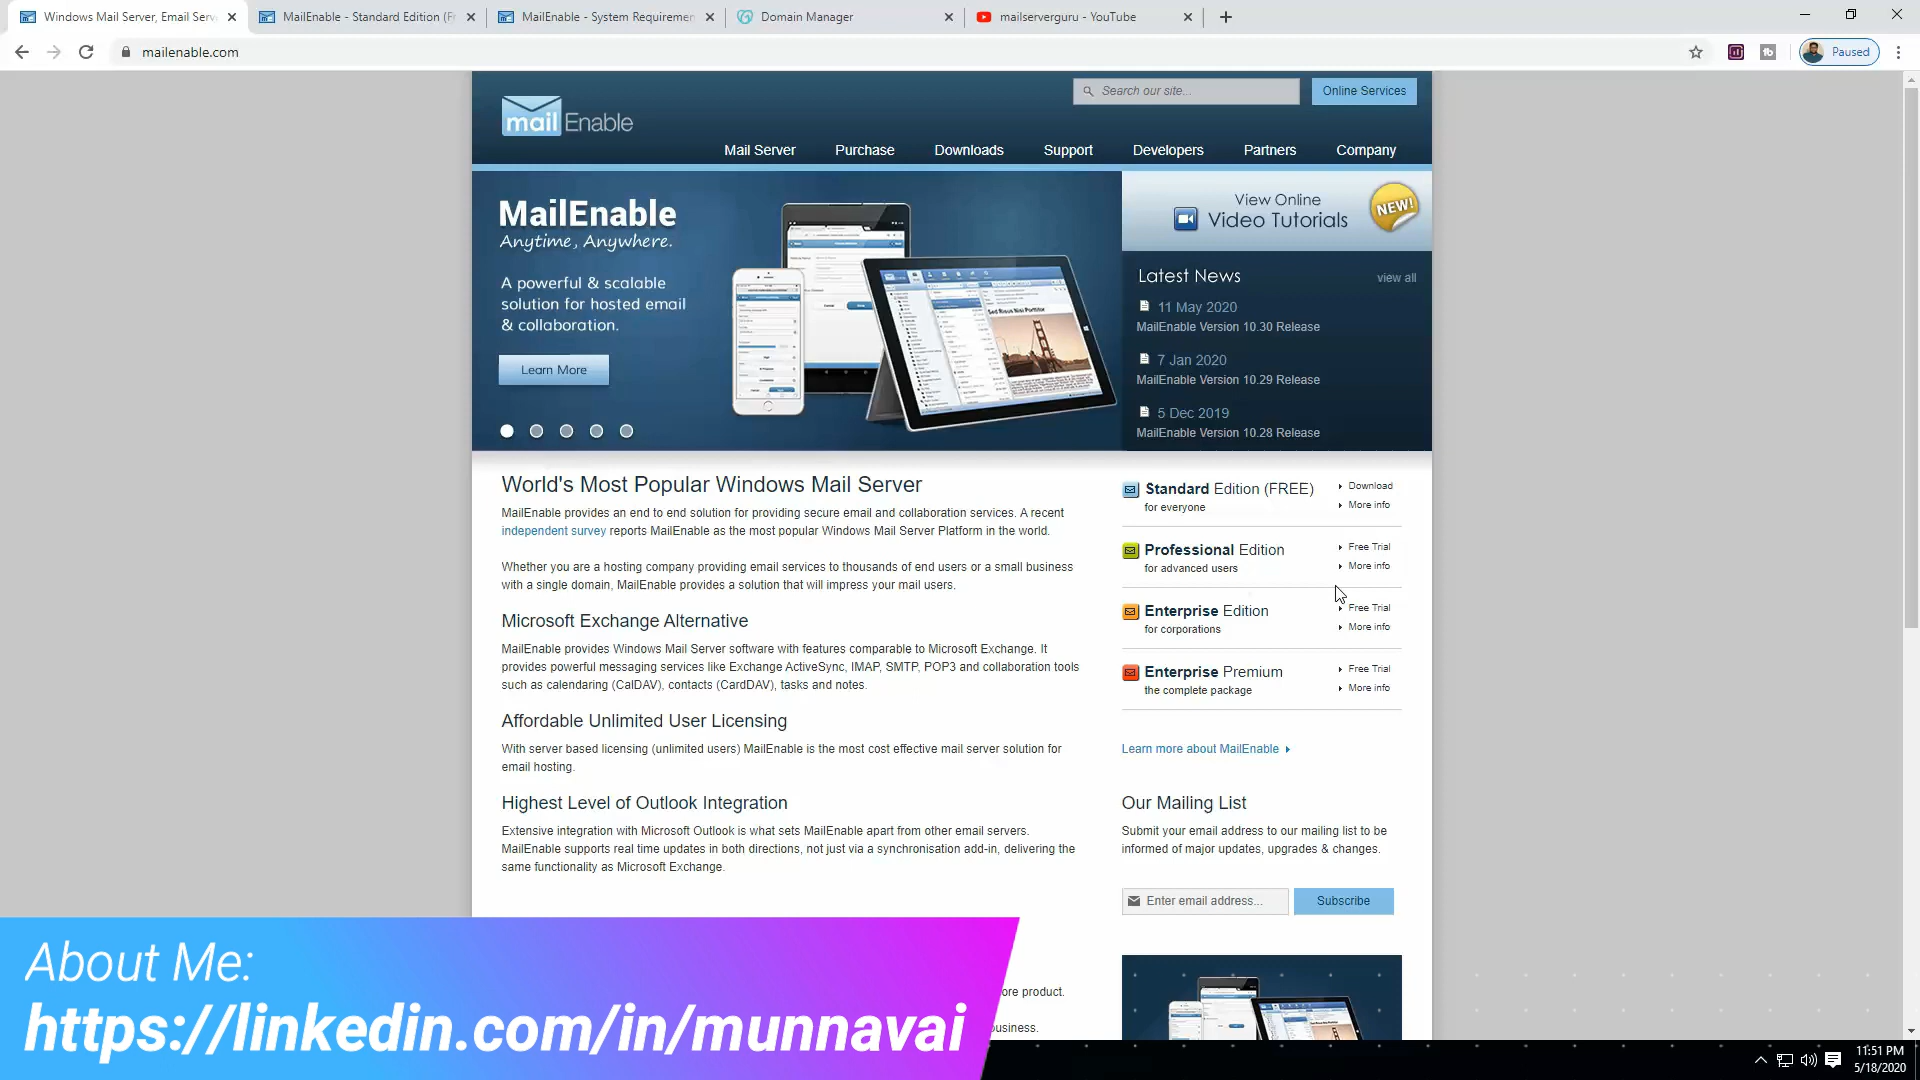 Windows Mail Server, Email Serv
MailEnable - Standard Edition (Fr
MailEnable - System Requiremen
Domain Manager
mailserverguru - YouTube
mailenable.com
Paused
Search our site...
Online Services
mail Enable
Mail Server
Purchase
Downloads
Support
Developers
Partners
Company
MailEnable
Anytime, Anywhere.
A powerful & scalable
solution for hosted email
& collaboration.
Learn More
View Online
Video Tutorials
NEW!
Latest News
view all
11 May 2020
MailEnable Version 10.30 Release
7 Jan 2020
MailEnable Version 10.29 Release
5 Dec 2019
MailEnable Version 10.28 Release
World's Most Popular Windows Mail Server
MailEnable provides an end to end solution for providing secure email and collaboration services. A recent
independent survey reports MailEnable as the most popular Windows Mail Server Platform in the world.
Whether you are a hosting company providing email services to thousands of end users or a small business
with a single domain, MailEnable provides a solution that will impress your mail users.
Microsoft Exchange Alternative
MailEnable provides Windows Mail Server software with features comparable to Microsoft Exchange. It
provides powerful messaging services like Exchange ActiveSync, IMAP, SMTP, POP3 and collaboration tools
such as calendaring (CalDAV), contacts (CardDAV), tasks and notes.
Affordable Unlimited User Licensing
With server based licensing (unlimited users) MailEnable is the most cost effective mail server solution for
email hosting.
Highest Level of Outlook Integration
Extensive integration with Microsoft Outlook is what sets MailEnable apart from other email servers.
MailEnable supports real time updates in both directions, not just via a synchronisation add-in, delivering the
same functionality as Microsoft Exchange.
ore product.
business.
Standard Edition (FREE)
for everyone
Download
More info
Professional Edition
for advanced users
Free Trial
More info
Enterprise Edition
for corporations
Free Trial
More info
Enterprise Premium
the complete package
Free Trial
More info
Learn more about MailEnable
Our Mailing List
Submit your email address to our mailing list to be
informed of major updates, upgrades & changes.
Enter email address...
Subscribe
About Me:
https://linkedin.com/in/munnavai
11:51 PM
5/18/2020